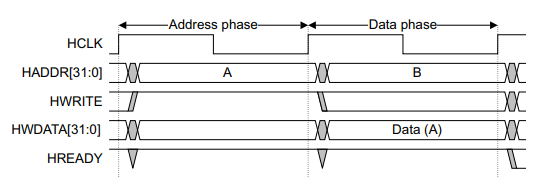 Address phase Data phase
HCLK
HADDR[31:0] A B
HWRITE
HWDATA[31:0] Data (A)
HREADY